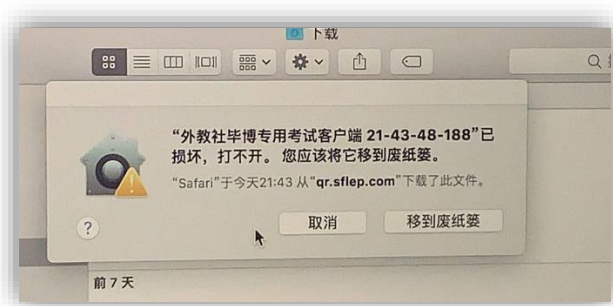 下载
“外教社毕博专用考试客户端 21-43-48-188”已
损坏，打不开。 您应该将它移到废纸篓。
“Safari”于今天21:43 从“qr.sflep.com”下载了此文件。
?
取消
移到废纸篓
前 7 天